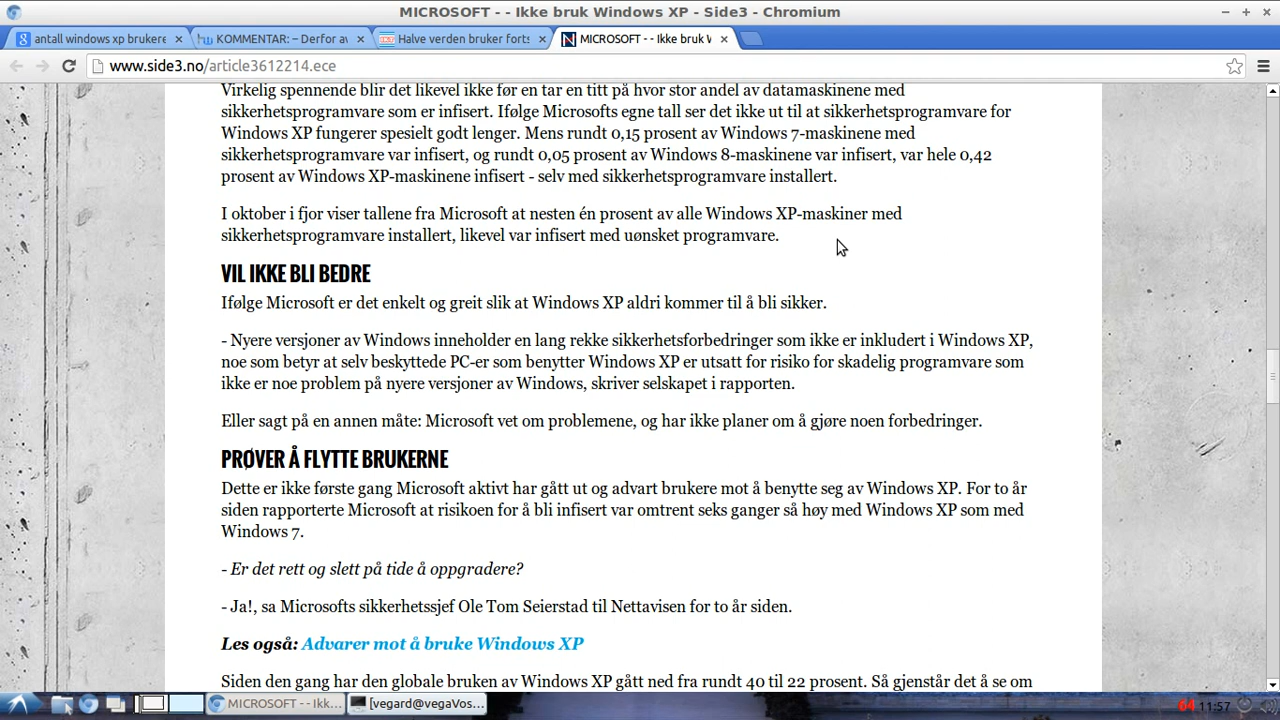 MICROSOFT - - Ikke bruk Windows XP - Side3 - Chromium
antall windows xp brukere
KOMMENTAR: – Derfor av
Halve verden bruker forts
MICROSOFT - - Ikke bruk W
www.side3.no/article3612214.ece
Virkelig spennende blir det likevel ikke før en tar en titt på hvor stor andel av datamaskinene med
sikkerhetsprogramvare som er infisert. Ifølge Microsofts egne tall ser det ikke ut til at sikkerhetsprogramvare for
Windows XP fungerer spesielt godt lenger. Mens rundt 0,15 prosent av Windows 7-maskinene med
sikkerhetsprogramvare var infisert, og rundt 0,05 prosent av Windows 8-maskinene var infisert, var hele 0,42
prosent av Windows XP-maskinene infisert - selv med sikkerhetsprogramvare installert.
I oktober i fjor viser tallene fra Microsoft at nesten én prosent av alle Windows XP-maskiner med
sikkerhetsprogramvare installert, likevel var infisert med uønsket programvare.
VIL IKKE BLI BEDRE
Ifølge Microsoft er det enkelt og greit slik at Windows XP aldri kommer til å bli sikker.
- Nyere versjoner av Windows inneholder en lang rekke sikkerhetsforbedringer som ikke er inkludert i Windows XP,
noe som betyr at selv beskyttede PC-er som benytter Windows XP er utsatt for risiko for skadelig programvare som
ikke er noe problem på nyere versjoner av Windows, skriver selskapet i rapporten.
Eller sagt på en annen måte: Microsoft vet om problemene, og har ikke planer om å gjøre noen forbedringer.
PRØVER Å FLYTTE BRUKERNE
Dette er ikke første gang Microsoft aktivt har gått ut og advart brukere mot å benytte seg av Windows XP. For to år
siden rapporterte Microsoft at risikoen for å bli infisert var omtrent seks ganger så høy med Windows XP som med
Windows 7.
- Er det rett og slett på tide å oppgradere?
- Ja!, sa Microsofts sikkerhetssjef Ole Tom Seierstad til Nettavisen for to år siden.
Les også: Advarer mot å bruke Windows XP
Siden den gang har den globale bruken av Windows XP gått ned fra rundt 40 til 22 prosent. Så gjenstår det å se om
MICROSOFT - - Ikk...
[vegard@vegaVos...
64 11:57